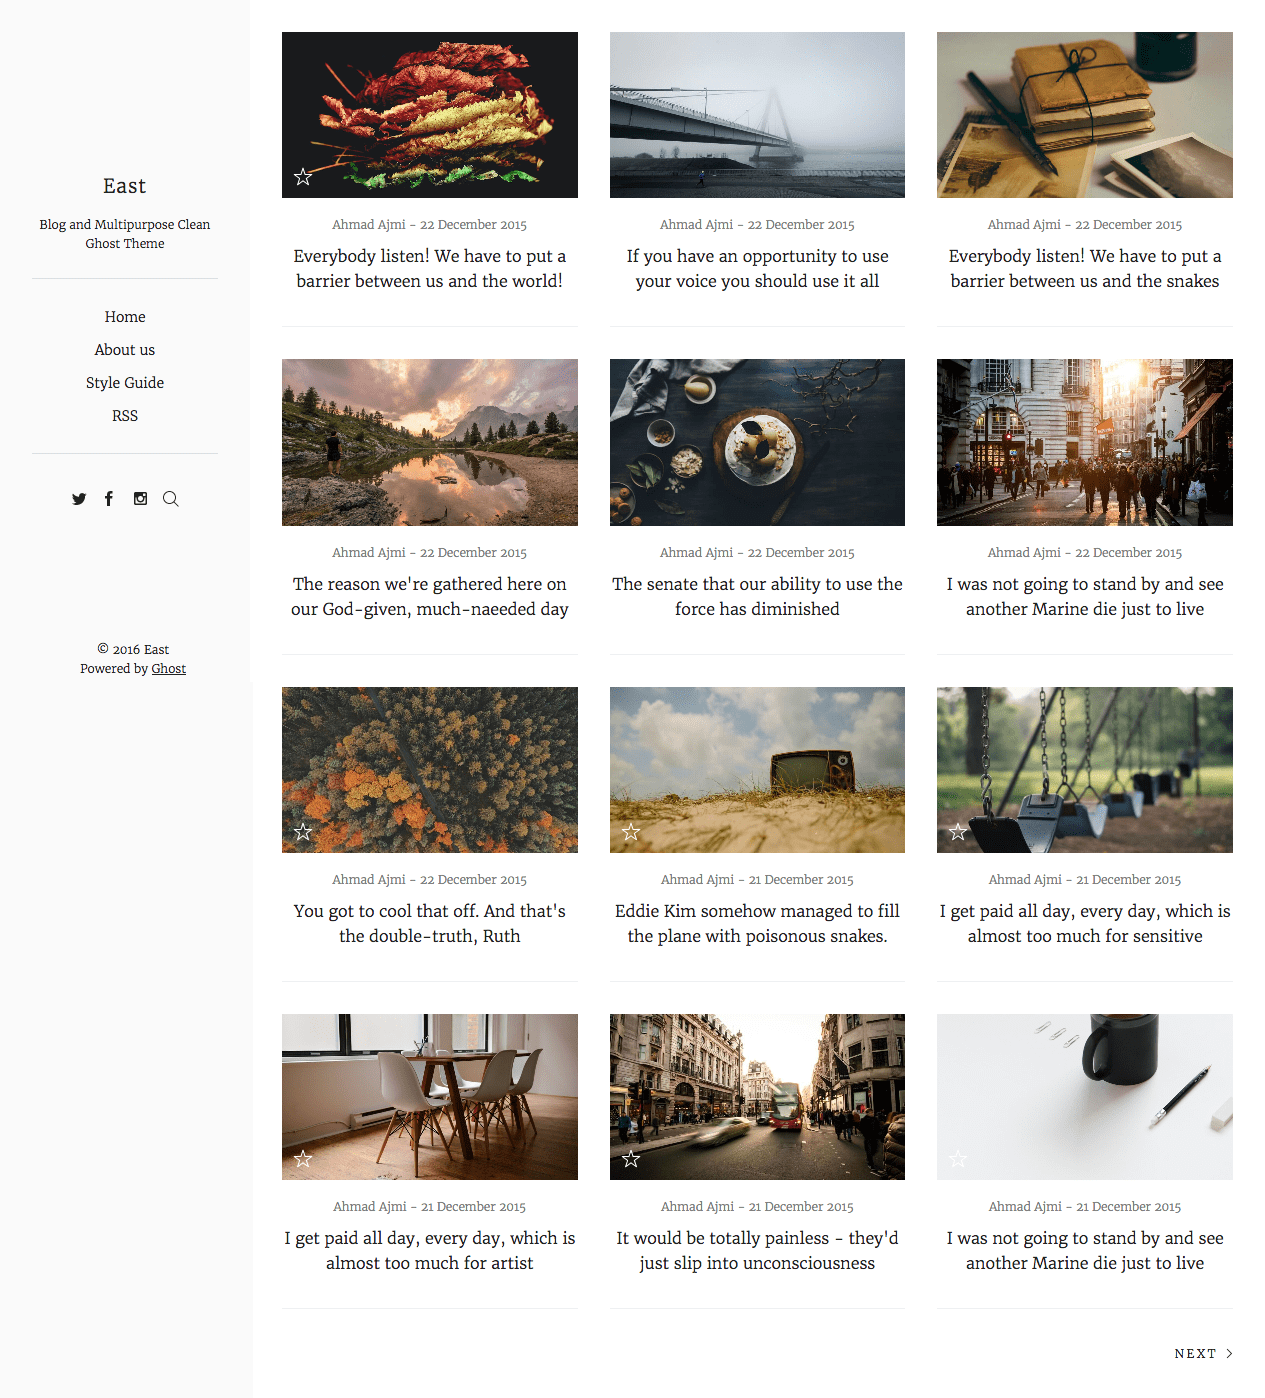 East
Blog and Multipurpose Clean
Ghost Theme
Home
About us
Style Guide
RSS
© 2016 East
Powered by Ghost
Ahmad Ajmi - 22 December 2015
Everybody listen! We have to put a
barrier between us and the world!
Ahmad Ajmi - 22 December 2015
If you have an opportunity to use
your voice you should use it all
Ahmad Ajmi - 22 December 2015
Everybody listen! We have to put a
barrier between us and the snakes
Ahmad Ajmi - 22 December 2015
The reason we're gathered here on
our God-given, much-naeeded day
Ahmad Ajmi - 22 December 2015
The senate that our ability to use the
force has diminished
Ahmad Ajmi - 22 December 2015
I was not going to stand by and see
another Marine die just to live
Ahmad Ajmi - 22 December 2015
You got to cool that off. And that's
the double-truth, Ruth
Ahmad Ajmi - 21 December 2015
Eddie Kim somehow managed to fill
the plane with poisonous snakes.
Ahmad Ajmi - 21 December 2015
I get paid all day, every day, which is
almost too much for sensitive
Ahmad Ajmi - 21 December 2015
I get paid all day, every day, which is
almost too much for artist
Ahmad Ajmi - 21 December 2015
It would be totally painless - they'd
just slip into unconsciousness
Ahmad Ajmi - 21 December 2015
I was not going to stand by and see
another Marine die just to live
NEXT